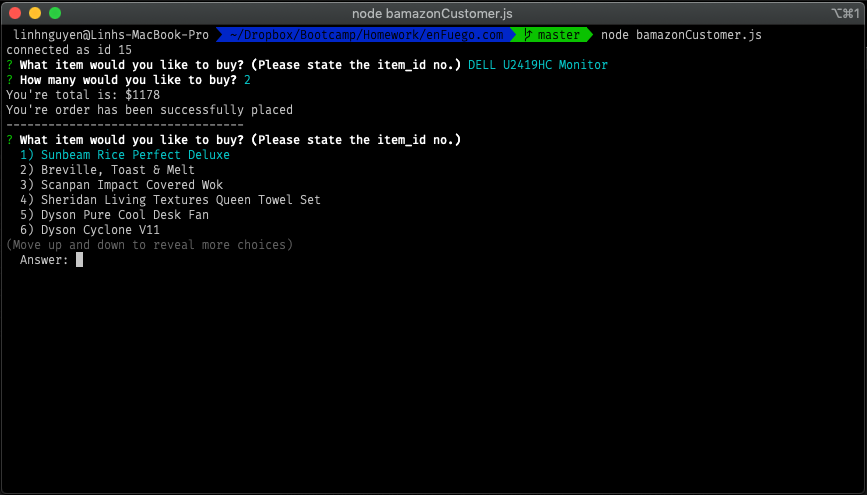 node bamazonCustomer.js ⌥⌘1
linhnguyen@Linhs-MacBook-Pro ~/Dropbox/Bootcamp/Homework/enFuego.com master node bamazonCustomer.js
connected as id 15
? What item would you like to buy? (Please state the item_id no.) DELL U2419HC Monitor
? How many would you like to buy? 2
You're total is: $1178
You're order has been successfully placed
----------------------------------
? What item would you like to buy? (Please state the item_id no.)
1) Sunbeam Rice Perfect Deluxe
2) Breville, Toast & Melt
3) Scanpan Impact Covered Wok
4) Sheridan Living Textures Queen Towel Set
5) Dyson Pure Cool Desk Fan
6) Dyson Cyclone V11
(Move up and down to reveal more choices)
Answer: